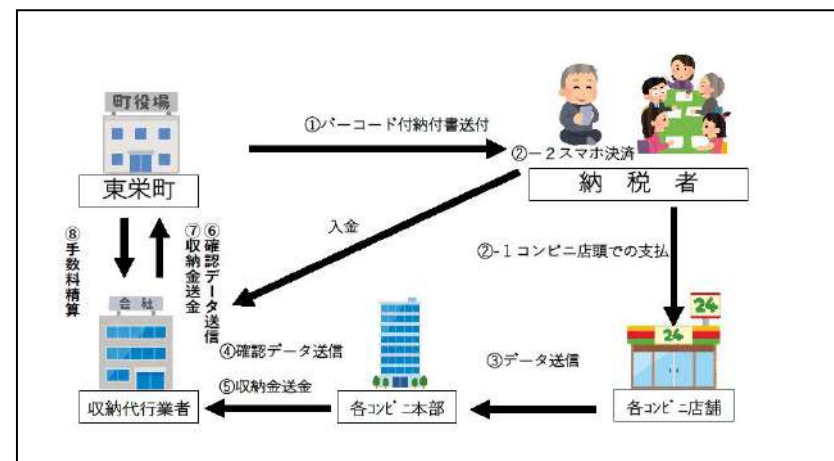 町役場
東栄町
①バーコード付納付書送付
②－２スマホ決済
納 税 者
入金
②-１コンビニ店頭での支払
⑧手数料精算
⑦収納金送金
⑥確認データ送信
会社
収納代行業者
④確認データ送信
⑤収納金送金
各ｺﾝﾋﾞﾆ本部
③データ送信
24
24
各ｺﾝﾋﾞﾆ店舗